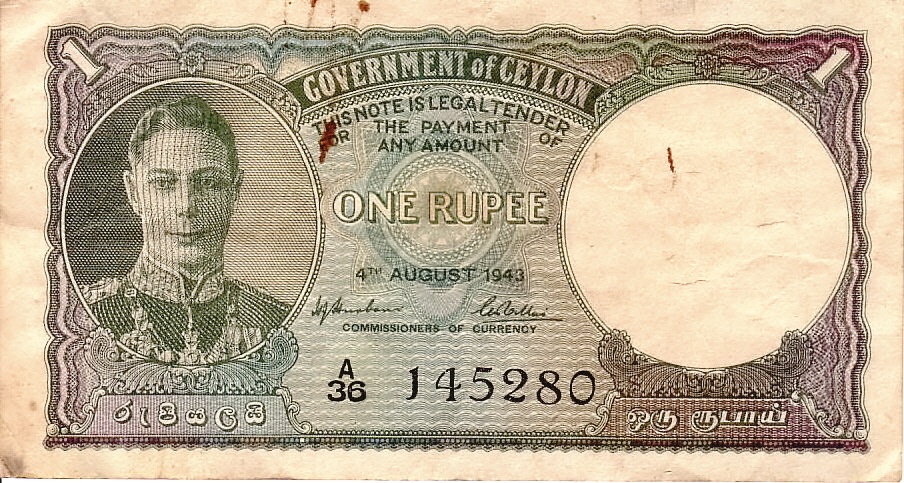 1 1
GOVERNMENT of CEYLON
THIS NOTE IS LEGAL TENDER
FOR THE PAYMENT OF
ANY AMOUNT
ONE RUPEE
4TH AUGUST 1943
COMMISSIONERS OF CURRENCY
A/36 J45280
රුපියලයි
ஒரு ரூபாய்